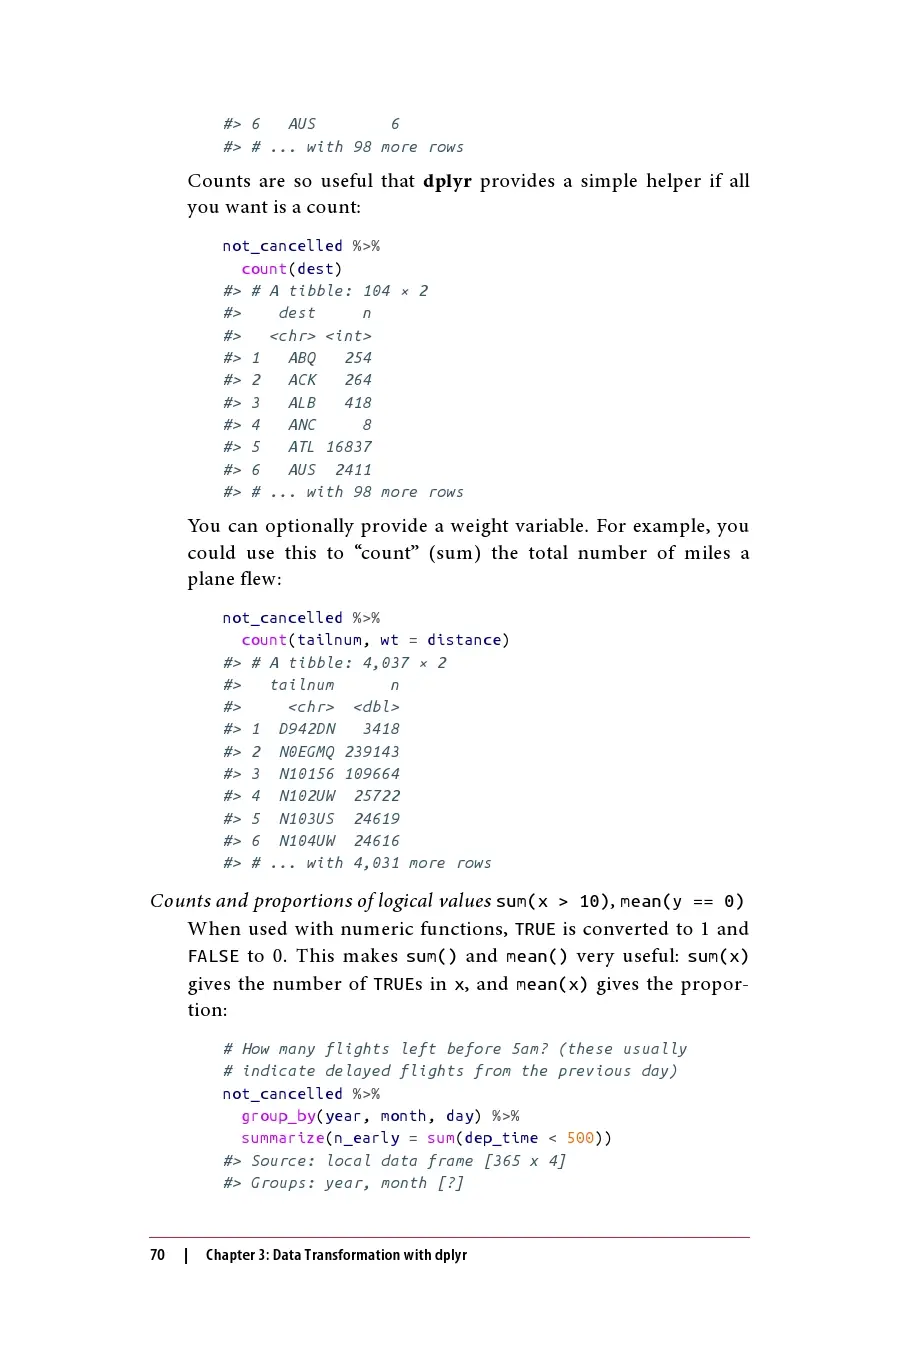 #> 6   AUS        6
#> # ... with 98 more rows
Counts are so useful that dplyr provides a simple helper if all
you want is a count:
not_cancelled %>%
  count(dest)
#> # A tibble: 104 × 2
#>    dest     n
#>   <chr> <int>
#> 1   ABQ   254
#> 2   ACK   264
#> 3   ALB   418
#> 4   ANC     8
#> 5   ATL 16837
#> 6   AUS  2411
#> # ... with 98 more rows
You can optionally provide a weight variable. For example, you
could use this to “count” (sum) the total number of miles a
plane flew:
not_cancelled %>%
  count(tailnum, wt = distance)
#> # A tibble: 4,037 × 2
#>   tailnum      n
#>     <chr>  <dbl>
#> 1  D942DN   3418
#> 2  N0EGMQ 239143
#> 3  N10156 109664
#> 4  N102UW  25722
#> 5  N103US  24619
#> 6  N104UW  24616
#> # ... with 4,031 more rows
Counts and proportions of logical values sum(x > 10), mean(y == 0)
When used with numeric functions, TRUE is converted to 1 and
FALSE to 0. This makes sum() and mean() very useful: sum(x)
gives the number of TRUEs in x, and mean(x) gives the propor-
tion:
# How many flights left before 5am? (these usually
# indicate delayed flights from the previous day)
not_cancelled %>%
  group_by(year, month, day) %>%
  summarize(n_early = sum(dep_time < 500))
#> Source: local data frame [365 x 4]
#> Groups: year, month [?]
70 | Chapter 3: Data Transformation with dplyr